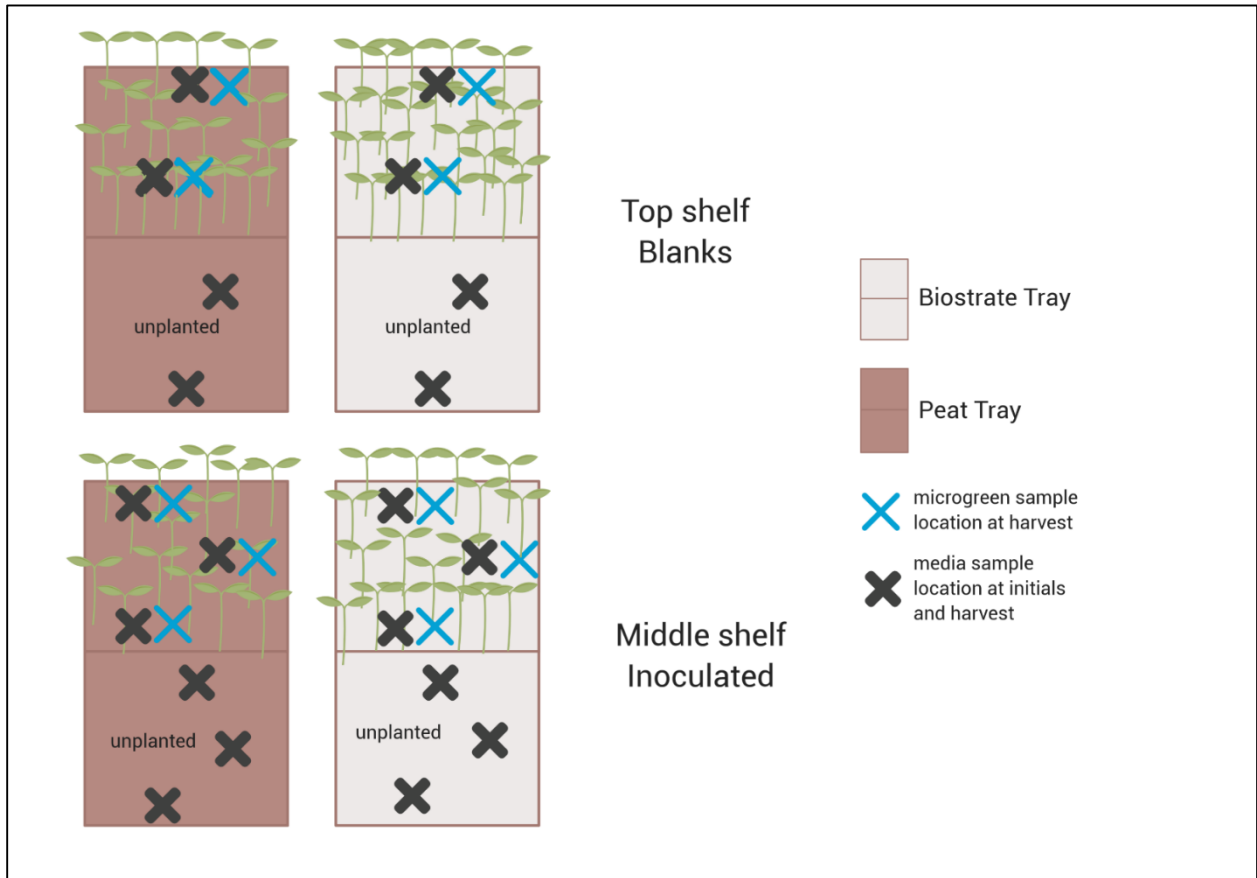 unplanted
unplanted
Top shelf
Blanks
Biostrate Tray
Peat Tray
microgreen sample
location at harvest
media sample
location at initials
and harvest
Middle shelf
Inoculated
unplanted
unplanted